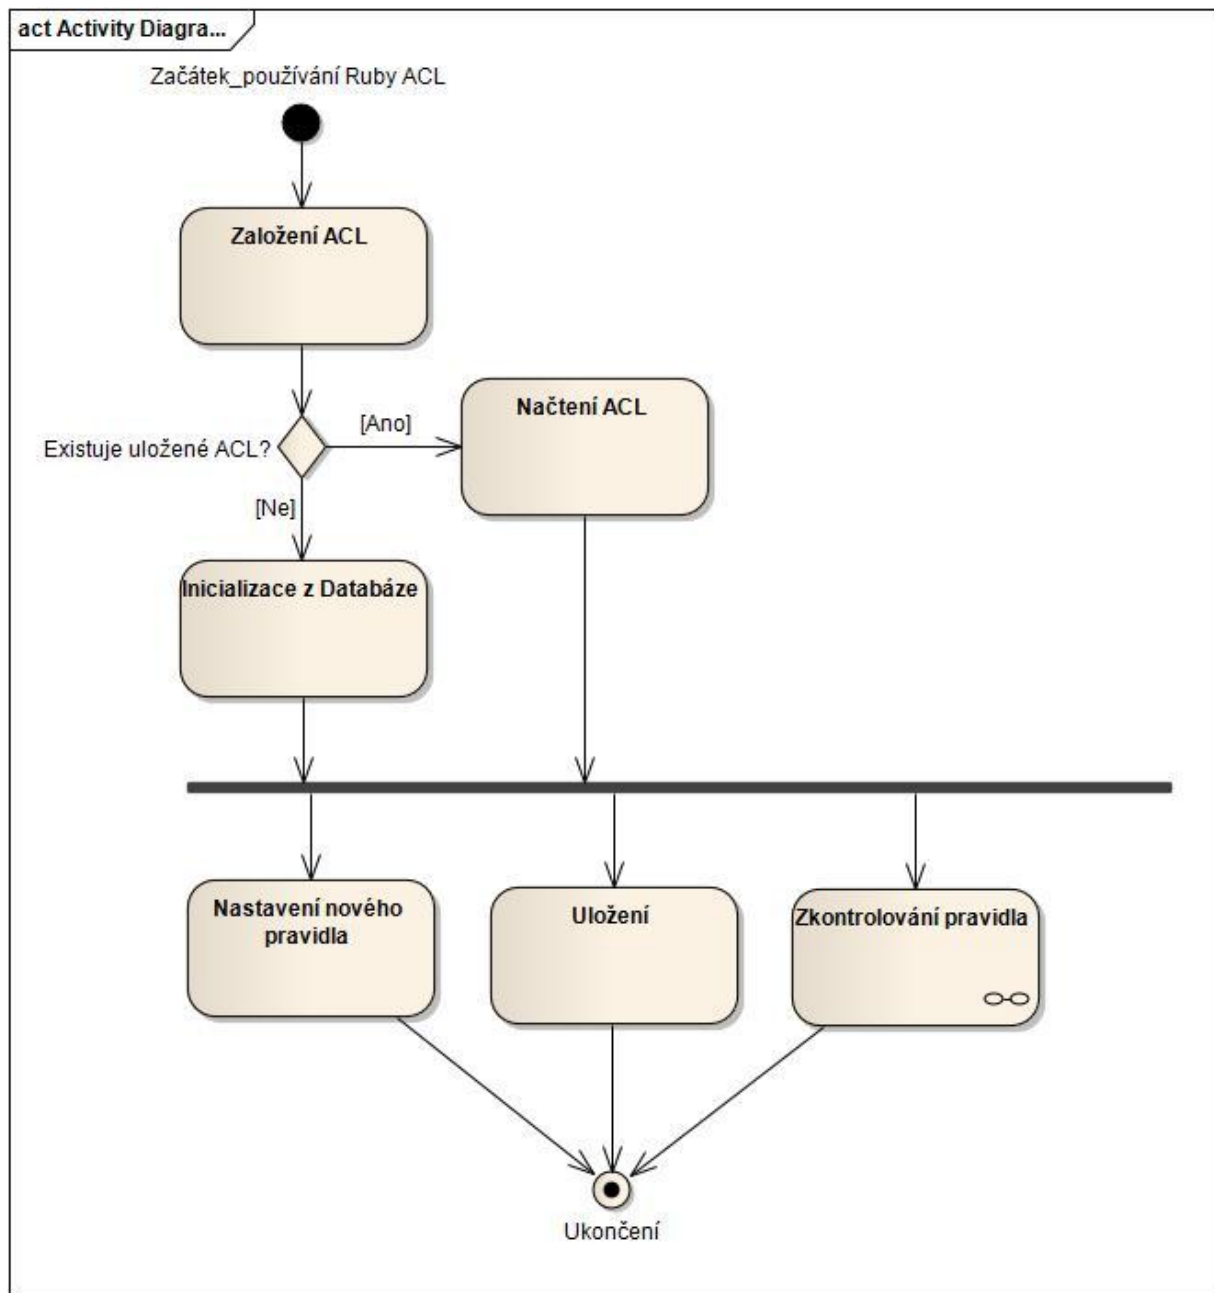 act Activity Diagra...
Začátek_používání Ruby ACL
Založení ACL
Načtení ACL
[Ano]
Existuje uložené ACL?
[Ne]
Inicializace z Databáze
Nastavení nového
pravidla
Uložení
Zkontrolování pravidla
Ukončení